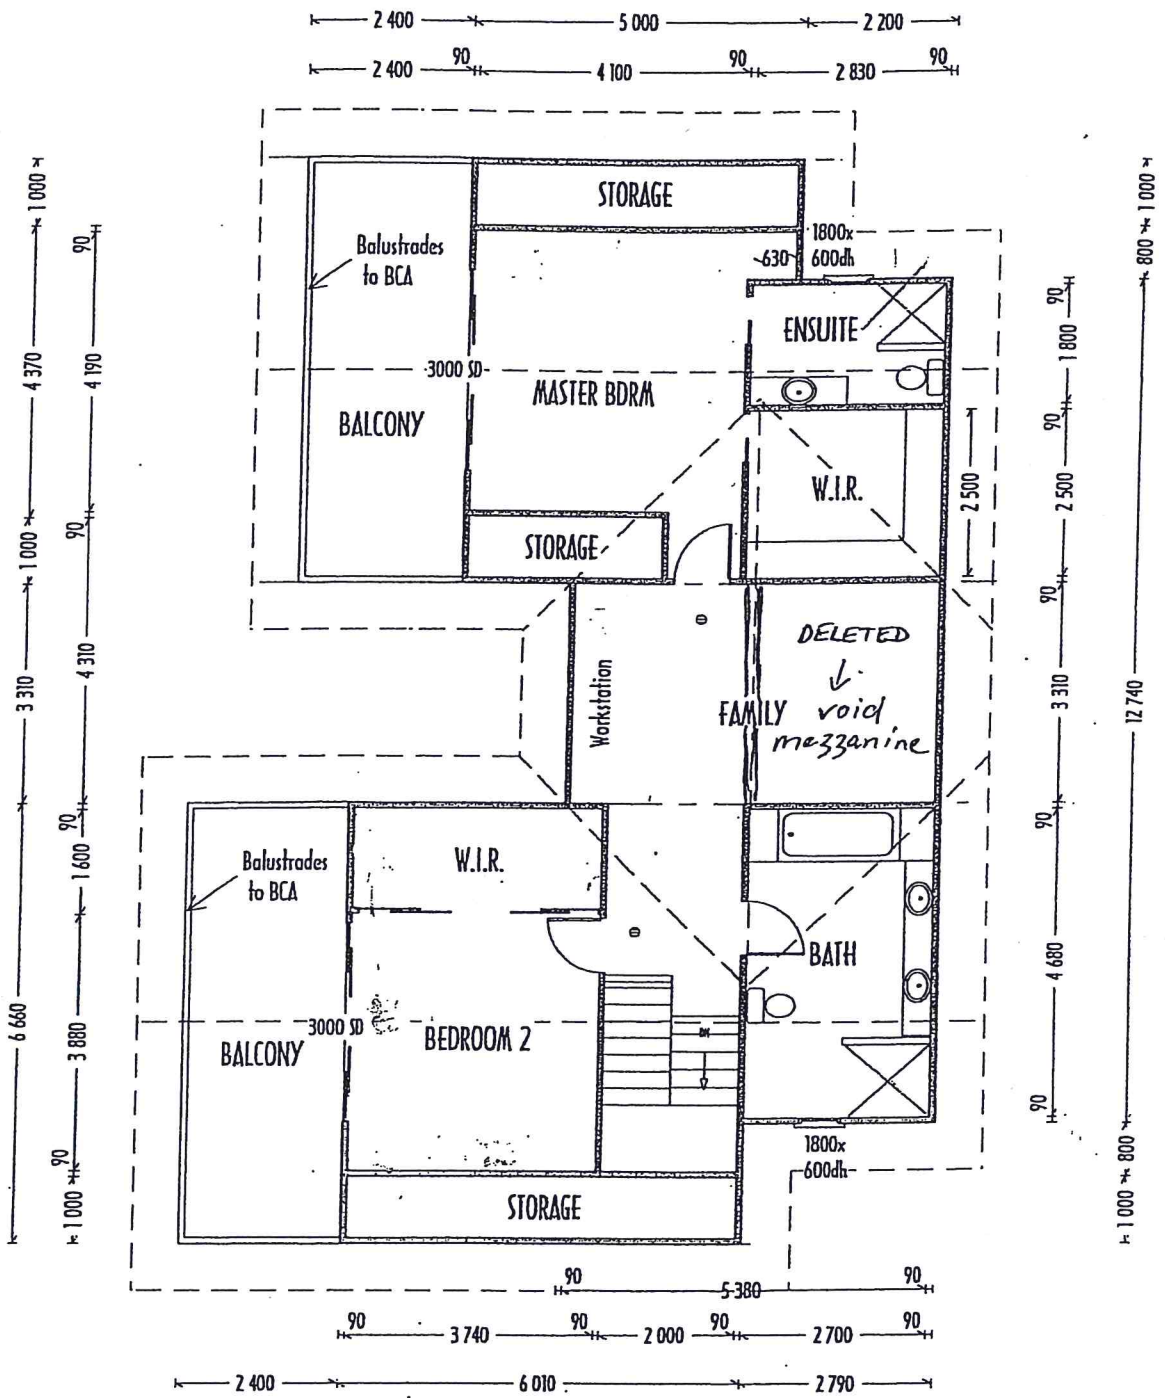 2 400
5 000
2 200
2 400
90
4 100
90
2 830
1 000
4 370
1 000
3 310
6 660
90
4 190
90
4 310
90
1 600
3 880
90
1 000
STORAGE
Balustrades
to BCA
1800x
600dh
630
ENSUITE
3000 SD
MASTER BDRM
BALCONY
W.I.R.
2 500
STORAGE
DELETED
void
mezzanine
FAMILY
Workstation
W.I.R.
Balustrades
to BCA
BATH
3000 SD
BEDROOM 2
BALCONY
DN
1800x
600dh
STORAGE
90
1 800
90
2 500
90
3 310
90
4 680
90
1 000
800
12 740
800
1 000
90
5 380
90
90
3 740
90
2 000
90
2 700
90
2 400
6 010
2 790